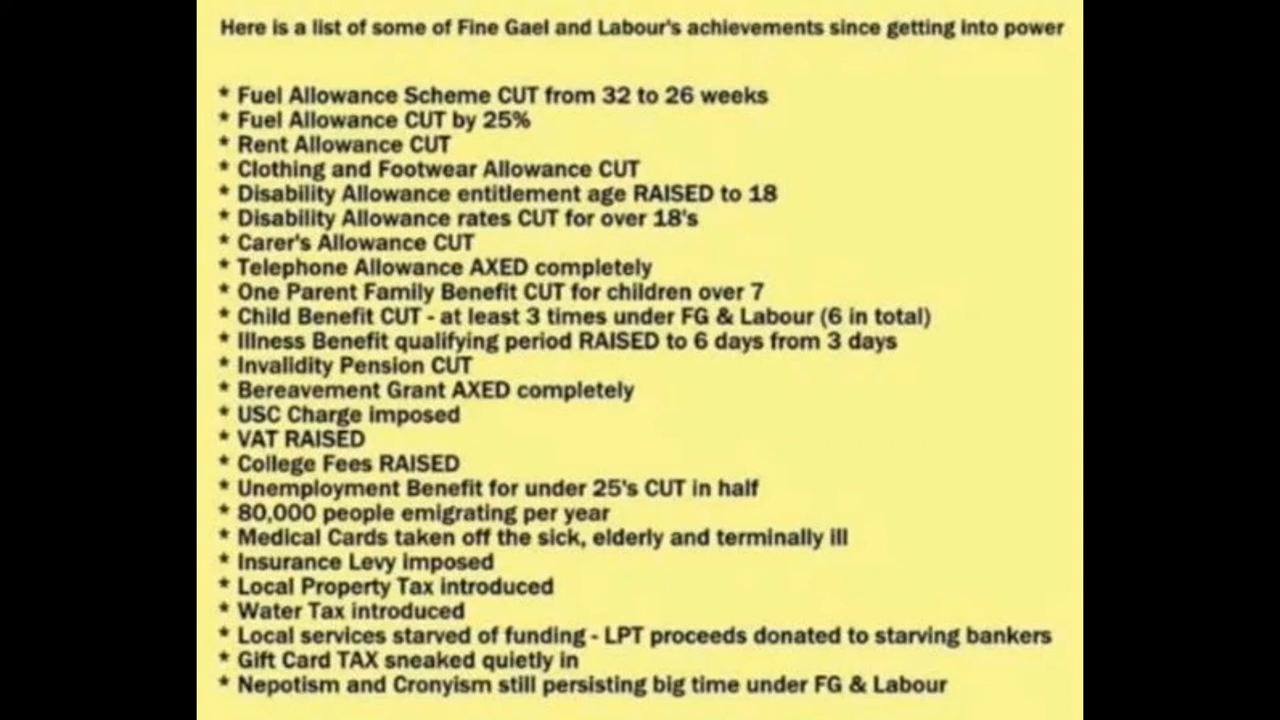 Here is a list of some of Fine Gael and Labour's achievements since getting into power
* Fuel Allowance Scheme CUT from 32 to 26 weeks
* Fuel Allowance CUT by 25%
* Rent Allowance CUT
* Clothing and Footwear Allowance CUT
* Disability Allowance entitlement age RAISED to 18
* Disability Allowance rates CUT for over 18's
* Carer's Allowance CUT
* Telephone Allowance AXED completely
* One Parent Family Benefit CUT for children over 7
* Child Benefit CUT - at least 3 times under FG & Labour (6 in total)
* Illness Benefit qualifying period RAISED to 6 days from 3 days
* Invalidity Pension CUT
* Bereavement Grant AXED completely
* USC Charge imposed
* VAT RAISED
* College Fees RAISED
* Unemployment Benefit for under 25's CUT in half
* 80,000 people emigrating per year
* Medical Cards taken off the sick, elderly and terminally ill
* Insurance Levy imposed
* Local Property Tax introduced
* Water Tax introduced
* Local services starved of funding - LPT proceeds donated to starving bankers
* Gift Card TAX sneaked quietly in
* Nepotism and Cronyism still persisting big time under FG & Labour